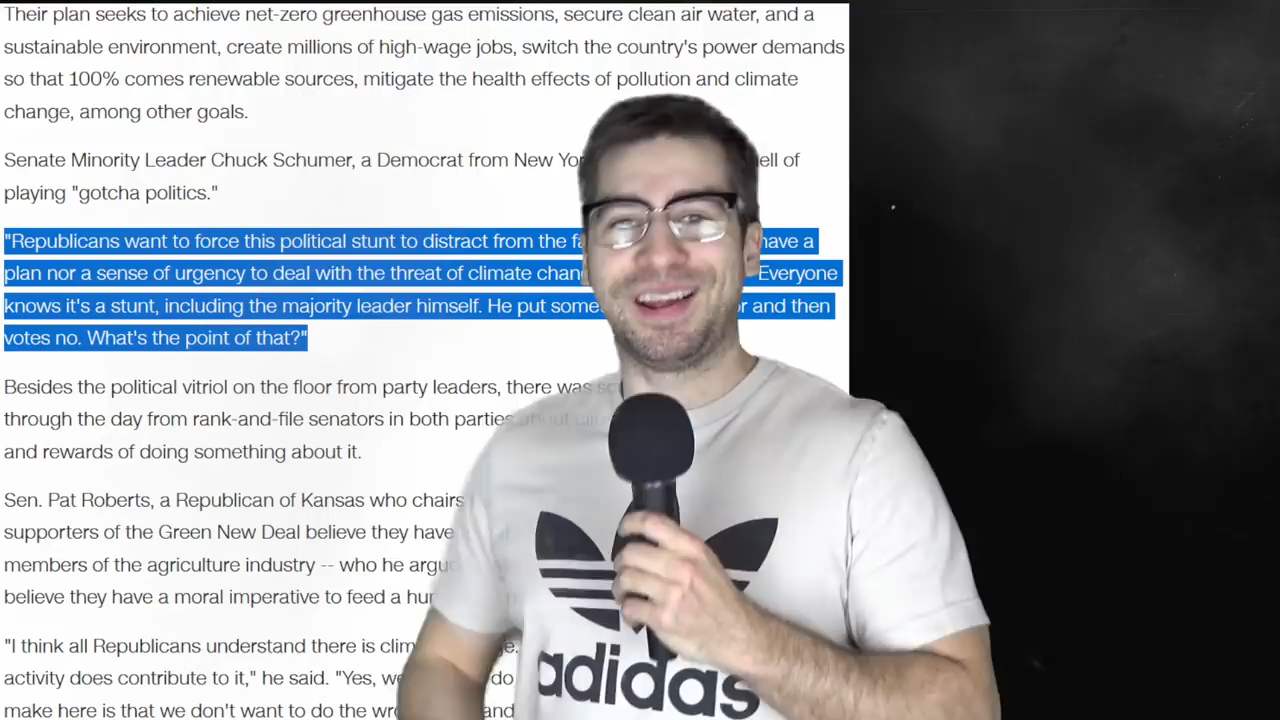 Their plan seeks to achieve net-zero greenhouse gas emissions, secure clean air water, and a
sustainable environment, create millions of high-wage jobs, switch the country's power demands
so that 100% comes renewable sources, mitigate the health effects of pollution and climate
change, among other goals.
Senate Minority Leader Chuck Schumer, a Democrat from New
playing "gotcha politics."
"Republicans want to force this political stunt to distract from the have a
plan nor a sense of urgency to deal with the threat of climate Everyone
knows it's a stunt, including the majority leader himself. He put and then
votes no. What's the point of that?"
Besides the political vitriol on the floor from party leaders, there was
through the day from rank-and-file senators in both parties about
and rewards of doing something about it.
Sen. Pat Roberts, a Republican of Kansas who chairs
supporters of the Green New Deal believe they have
members of the agriculture industry -- who he
believe they have a moral imperative to feed a
"I think all Republicans understand there is
activity does contribute to it," he said. "Yes, do
make here is that we don't want to do the and
adidas